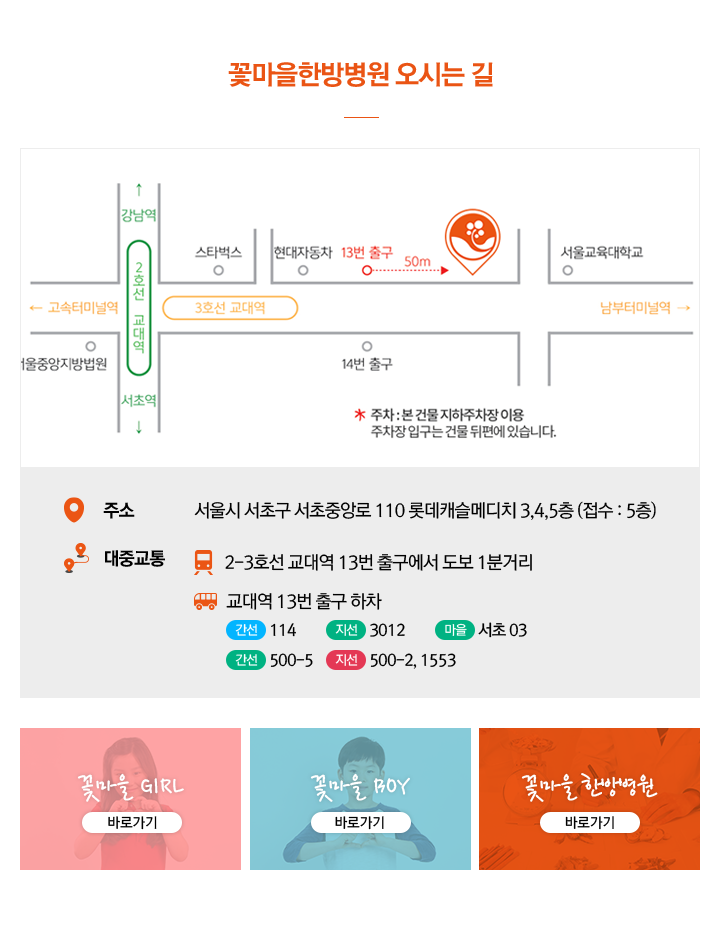 꽃마을한방병원 오시는 길
↑
강남역
2호선 교대역
스타벅스
현대자동차
13번 출구
50m
서울교육대학교
← 고속터미널역
3호선 교대역
남부터미널역 →
서울중앙지방법원
14번 출구
서초역
↓
* 주차 : 본 건물 지하주차장 이용
주차장 입구는 건물 뒤편에 있습니다.
주소 서울시 서초구 서초중앙로 110 롯데캐슬메디치 3,4,5층 (접수 : 5층)
대중교통 2-3호선 교대역 13번 출구에서 도보 1분거리
교대역 13번 출구 하차
간선 114 지선 3012 마을 서초 03
간선 500-5 지선 500-2, 1553
꽃마을 GIRL
바로가기
꽃마을 BOY
바로가기
꽃마을 한방병원
바로가기